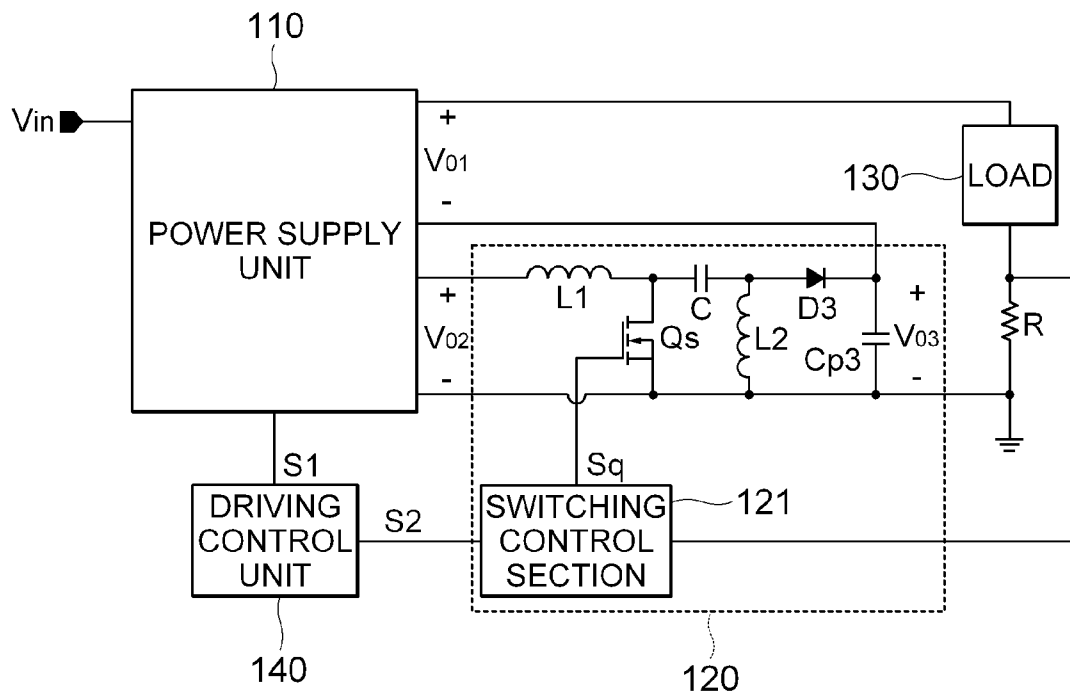 110
Vin
+
V01
-
130
LOAD
POWER SUPPLY
UNIT
+
V02
-
L1
C
D3
Qs
L2
Cp3
+
V03
-
R
S1
Sq
DRIVING
CONTROL
UNIT
S2
SWITCHING
CONTROL
SECTION
121
140
120